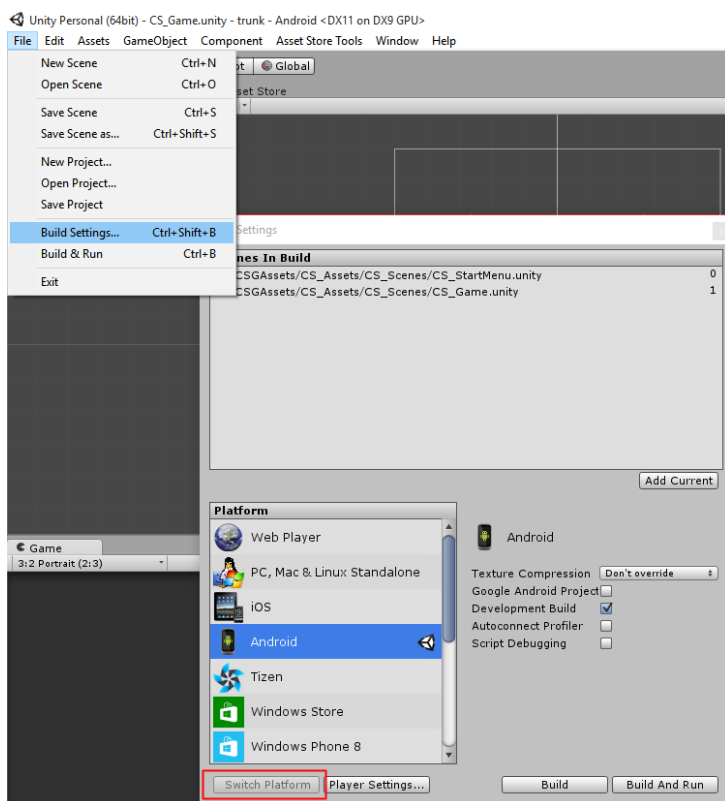 Unity Personal (64bit) - CS_Game.unity - trunk - Android <DX11 on DX9 GPU>
File Edit Assets GameObject Component Asset Store Tools Window Help
New Scene Ctrl+N
Global
Open Scene Ctrl+O
set Store
Save Scene Ctrl+S
Save Scene as... Ctrl+Shift+S
New Project...
Open Project...
Save Project
Build Settings... Ctrl+Shift+B
Settings
Build & Run Ctrl+B
nes In Build
Exit
CSGAssets/CS_Assets/CS_Scenes/CS_StartMenu.unity 0
CSGAssets/CS_Assets/CS_Scenes/CS_Game.unity 1
Add Current
Platform
Web Player
Android
Game
3:2 Portrait (2:3)
PC, Mac & Linux Standalone
Texture Compression Don't override
Google Android Project
iOS
Development Build
Autoconnect Profiler
Android
Script Debugging
Tizen
Windows Store
Windows Phone 8
Switch Platform Player Settings... Build Build And Run